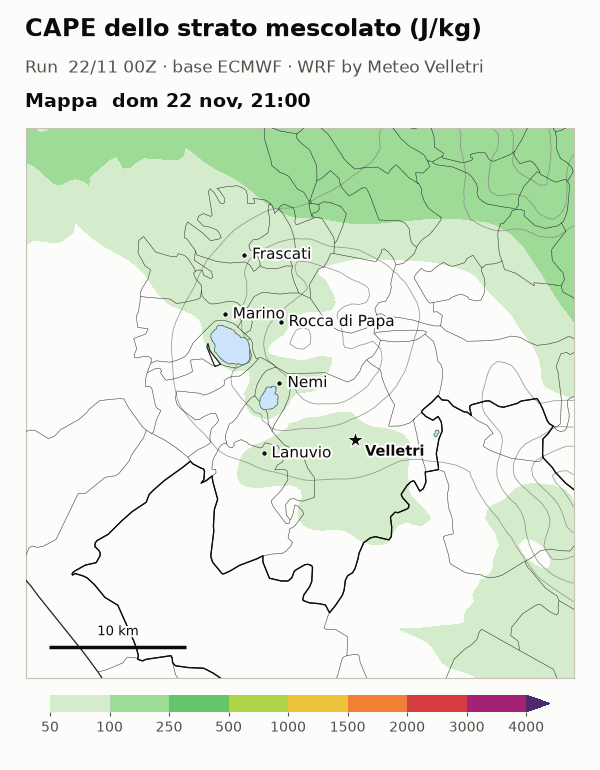 CAPE dello strato mescolato (J/kg)
Run  22/11 00Z · base ECMWF · WRF by Meteo Velletri
Mappa  dom 22 nov, 21:00
Frascati
Marino
Rocca di Papa
Nemi
Velletri
Lanuvio
10 km
50 100 250 500 1000 1500 2000 3000 4000